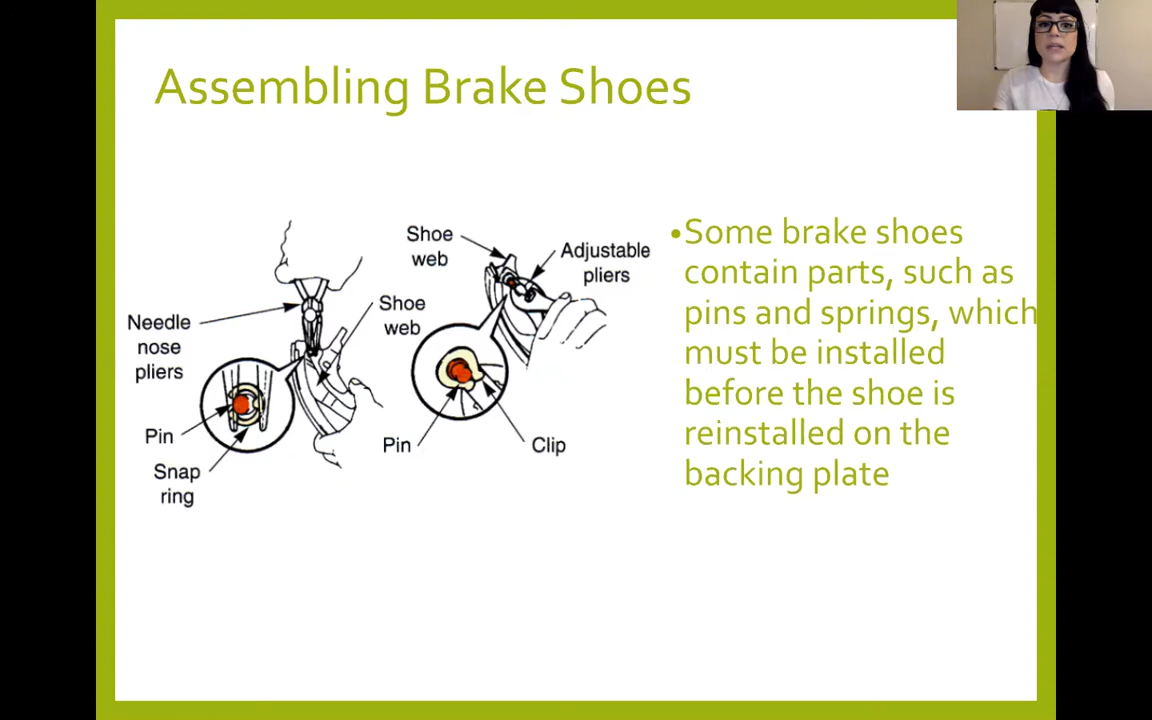 Assembling Brake Shoes
Shoe
web
Adjustable
pliers
Shoe
web
Needle
nose
pliers
Pin
Snap
ring
Pin
Clip
•Some brake shoes
contain parts, such as
pins and springs, which
must be installed
before the shoe is
reinstalled on the
backing plate